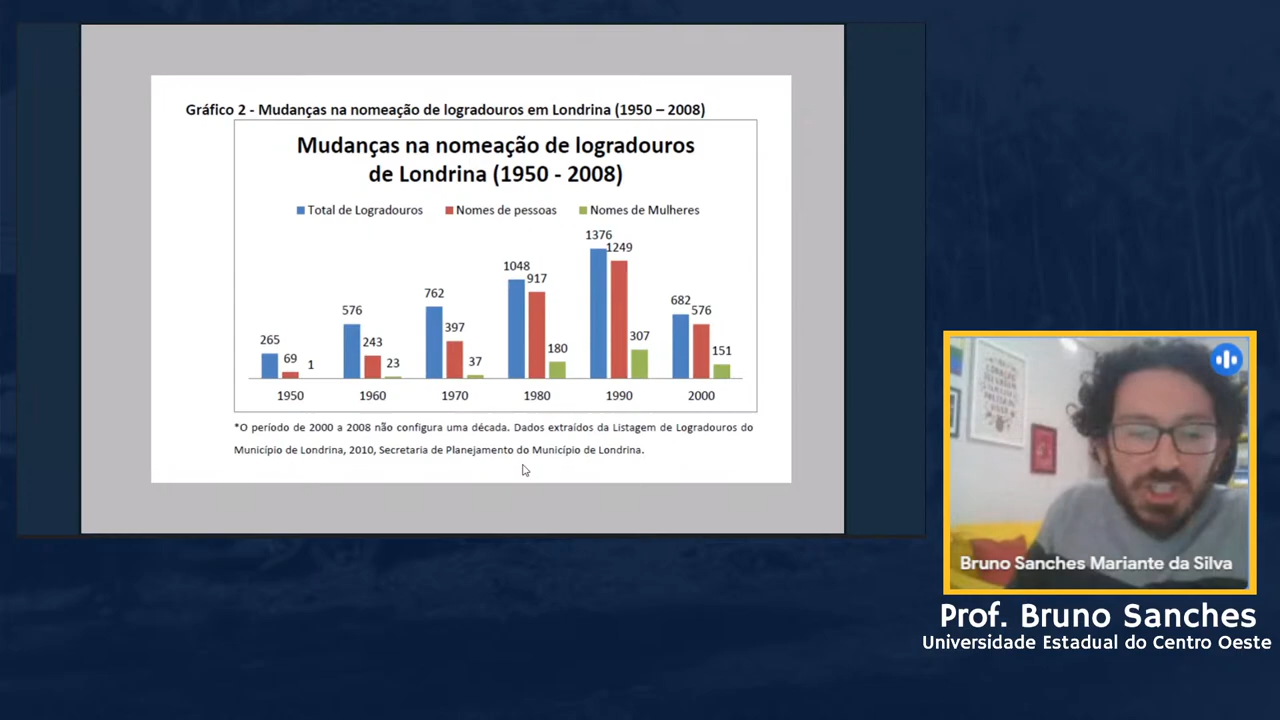 Gráfico 2 - Mudanças na nomeação de logradouros em Londrina (1950 – 2008)
Mudanças na nomeação de logradouros
de Londrina (1950 - 2008)
Total de Logradouros Nomes de pessoas Nomes de Mulheres
265 69 1
576 243 23
762 397 37
1048 917 180
1376 1249 307
682 576 151
1950 1960 1970 1980 1990 2000
*O período de 2000 a 2008 não configura uma década. Dados extraídos da Listagem de Logradouros do
Município de Londrina, 2010, Secretaria de Planejamento do Município de Londrina.
Bruno Sanches Mariante da Silva
Prof. Bruno Sanches
Universidade Estadual do Centro Oeste